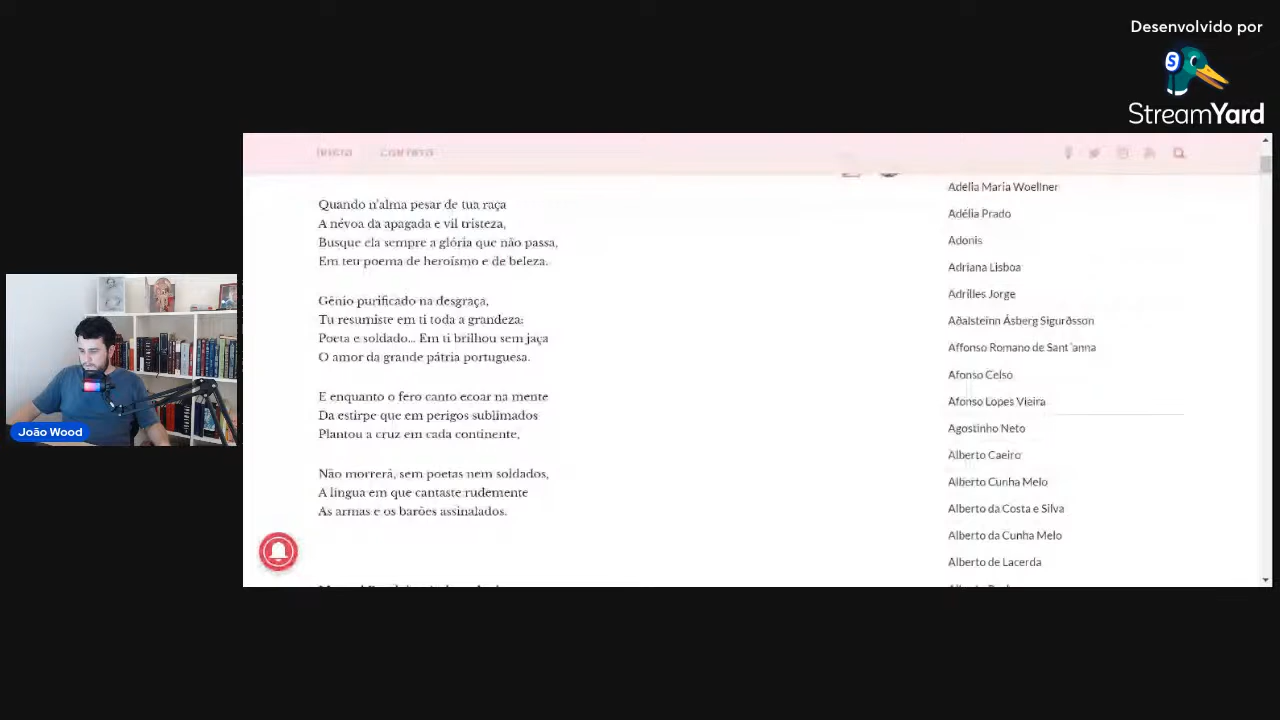 Desenvolvido por
StreamYard
INÍCIO CONTATO
Quando n'alma pesar de tua raça
A névoa da apagada e vil tristeza,
Busque ela sempre a glória que não passa,
Em teu poema de heroísmo e de beleza.
Gênio purificado na desgraça,
Tu resumiste em ti toda a grandeza:
Poeta e soldado... Em ti brilhou sem jaça
O amor da grande pátria portuguesa.
E enquanto o fero canto ecoar na mente
Da estirpe que em perigos sublimados
Plantou a cruz em cada continente,
Não morrerá, sem poetas nem soldados,
A língua em que cantaste rudemente
As armas e os barões assinalados.
Adélia Maria Woellner
Adélia Prado
Adonis
Adriana Lisboa
Adrilles Jorge
Aðalsteinn Ásberg Sigurðsson
Affonso Romano de Sant'anna
Afonso Celso
Afonso Lopes Vieira
Agostinho Neto
Alberto Caeiro
Alberto Cunha Melo
Alberto da Costa e Silva
Alberto da Cunha Melo
Alberto de Lacerda
João Wood